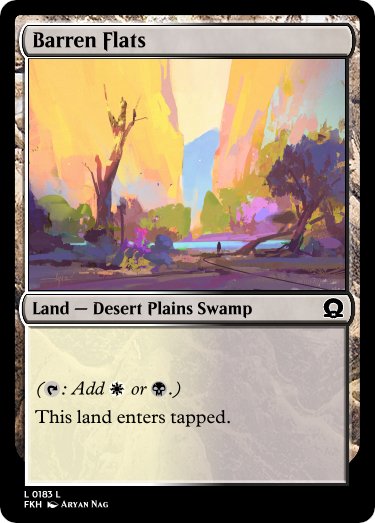 Barren Flats
Land — Desert Plains Swamp
(: Add or .)
This land enters tapped.
L 0183 L
FKH Aryan Nag